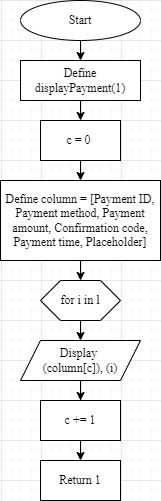 Start
Define
displayPayment(1)
c = 0
Define column = [Payment ID,
Payment method, Payment
amount, Confirmation code,
Payment time, Placeholder]
for i in l
Display
(column[c]), (i)
c += 1
Return 1